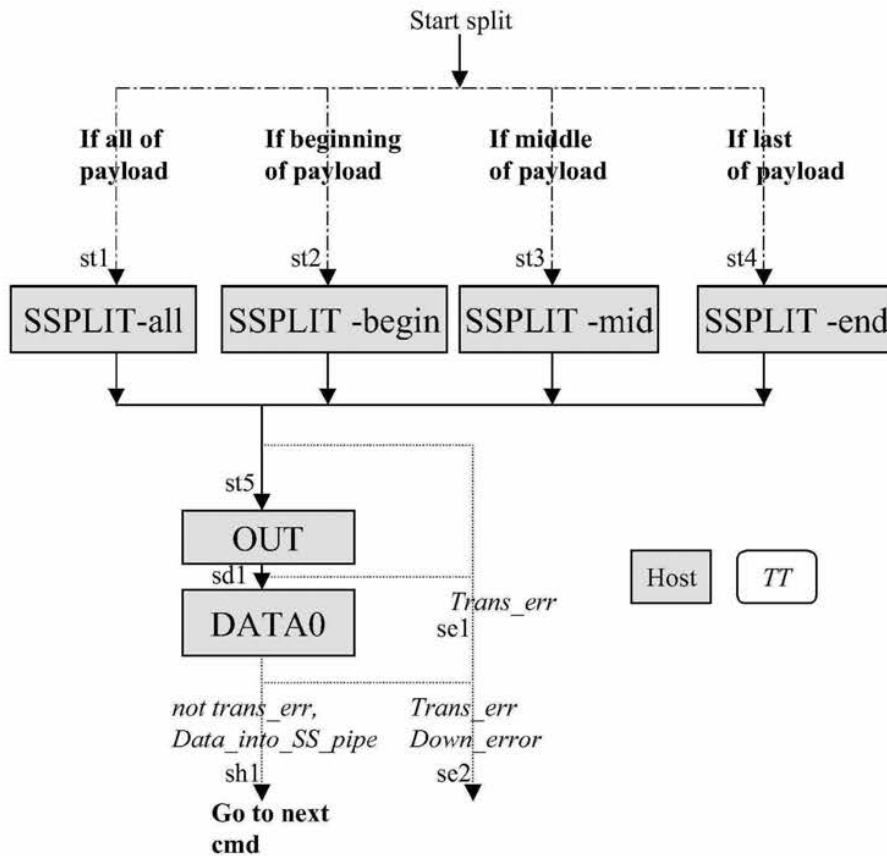 Start split
If all of
payload
If beginning
of payload
If middle
of payload
If last
of payload
st1
st2
st3
st4
SSPLIT-all
SSPLIT -begin
SSPLIT -mid
SSPLIT -end
st5
OUT
sd1
DATA0
Trans_err
se1
Host
TT
not trans_err,
Data_into_SS_pipe
sh1
Trans_err
Down_error
se2
Go to next
cmd